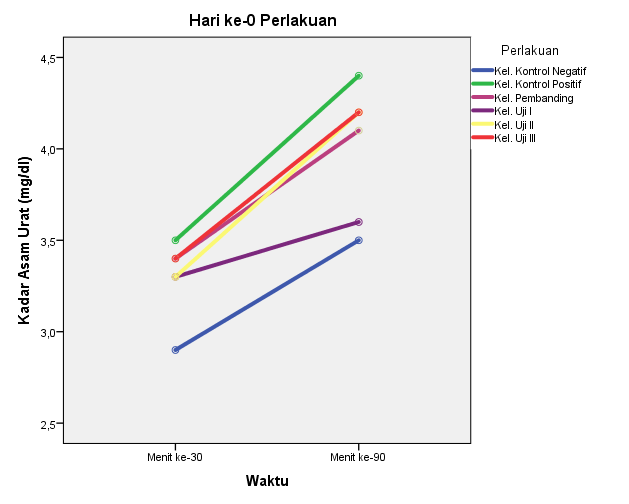 Hari ke-0 Perlakuan
Kadar Asam Urat (mg/dl)
4,5
4,0
3,5
3,0
2,5
Menit ke-30
Menit ke-90
Waktu
Perlakuan
Kel. Kontrol Negatif
Kel. Kontrol Positif
Kel. Pembanding
Kel. Uji I
Kel. Uji II
Kel. Uji III